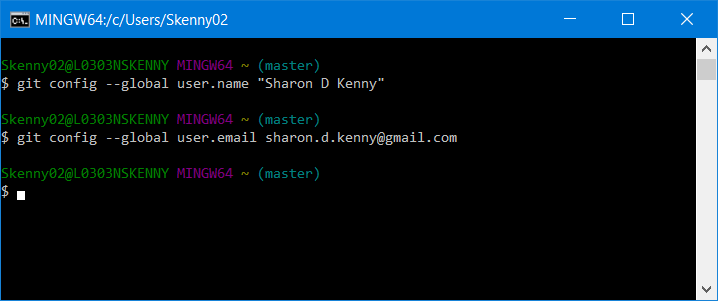 MINGW64:/c/Users/Skenny02
Skenny02@L0303NSKENNY MINGW64 ~ (master)
$ git config --global user.name "Sharon D Kenny"
Skenny02@L0303NSKENNY MINGW64 ~ (master)
$ git config --global user.email sharon.d.kenny@gmail.com
Skenny02@L0303NSKENNY MINGW64 ~ (master)
$